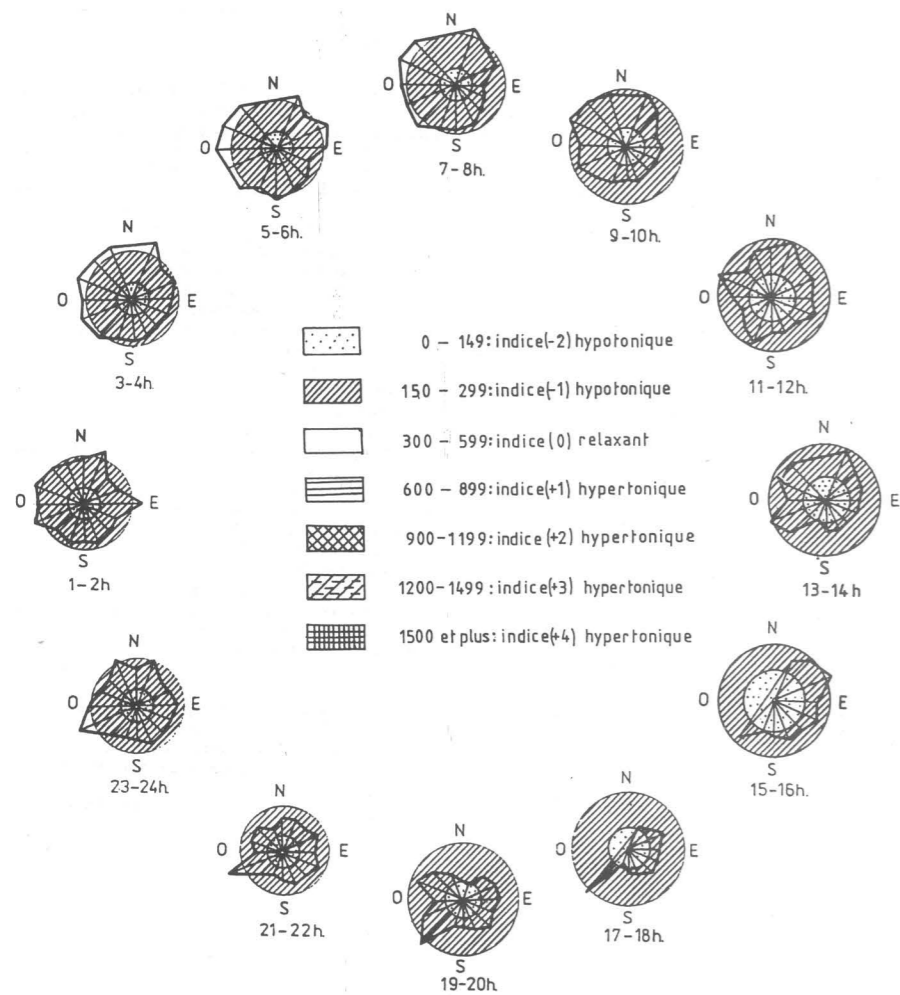 N
O
E
S
7-8h.
N
O
E
S
5-6h.
N
O
E
S
9-10h.
N
O
E
S
3-4h.
N
O
E
S
11-12h.
0 - 149: indice(-2) hypotonique
150 - 299: indice(-1) hypotonique
300 - 599: indice (0) relaxant
600 - 899: indice(+1) hypertonique
900-1199: indice (+2) hypertonique
1200-1499 : indice(+3) hypertonique
1500 et plus: indice(+4) hypertonique
N
O
E
S
1-2h
N
O
E
S
13-14h
N
O
E
S
23-24h.
N
O
E
S
15-16h.
N
O
E
S
21-22h.
N
O
E
S
19-20h.
N
O
E
S
17-18h.